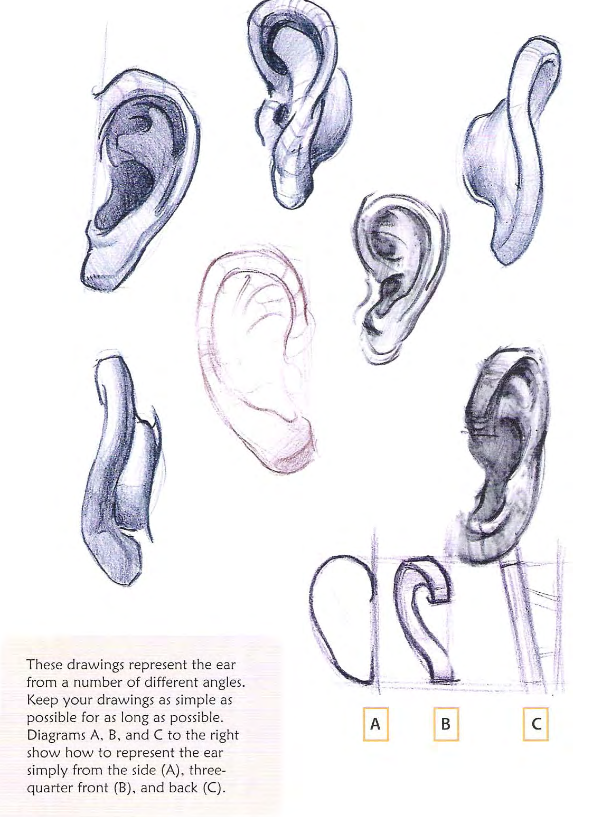 These drawings represent the ear
from a number of different angles.
Keep your drawings as simple as
possible for as long as possible.
Diagrams A, B, and C to the right
show how to represent the ear
simply from the side (A), three-
quarter front (B), and back (C).
A
B
C